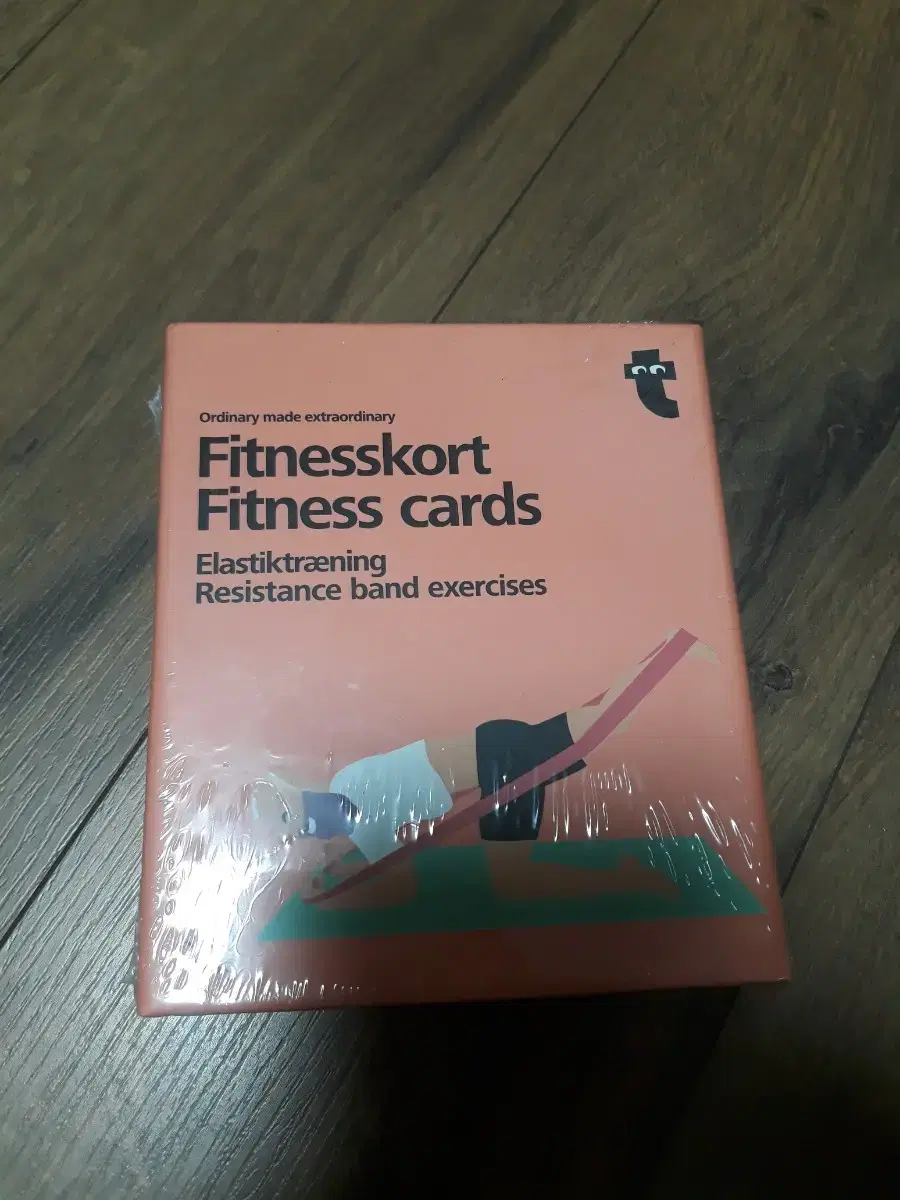 Ordinary made extraordinary
Fitnesskort
Fitness cards
Elastiktræning
Resistance band exercises